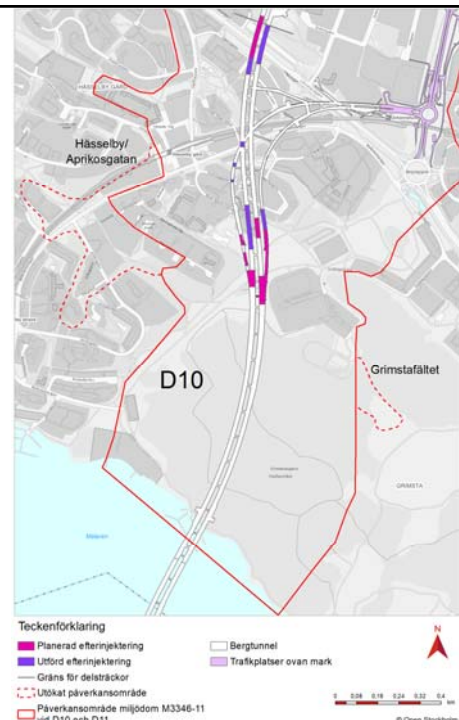 HÄSSELBY GÅRD
Hässelby/
Aprikosgatan
D10
Grimstafältet
GRIMSTA
Mälaren
Teckenförklaring
Planerad efterinjektering
Utförd efterinjektering
Gräns för delsträckor
Utökat påverkansområde
Påverkansområde miljödom M3346-11
vid D10 och D11
Bergtunnel
Trafikplatser ovan mark
N
0 0,08 0,16 0,24 0,32 0,4
km